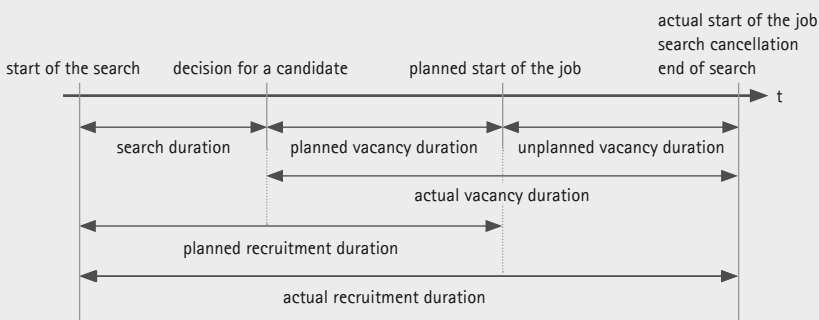 actual start of the job
search cancellation
start of the search decision for a candidate planned start of the job end of search
t
search duration planned vacancy duration unplanned vacancy duration
actual vacancy duration
planned recruitment duration
actual recruitment duration